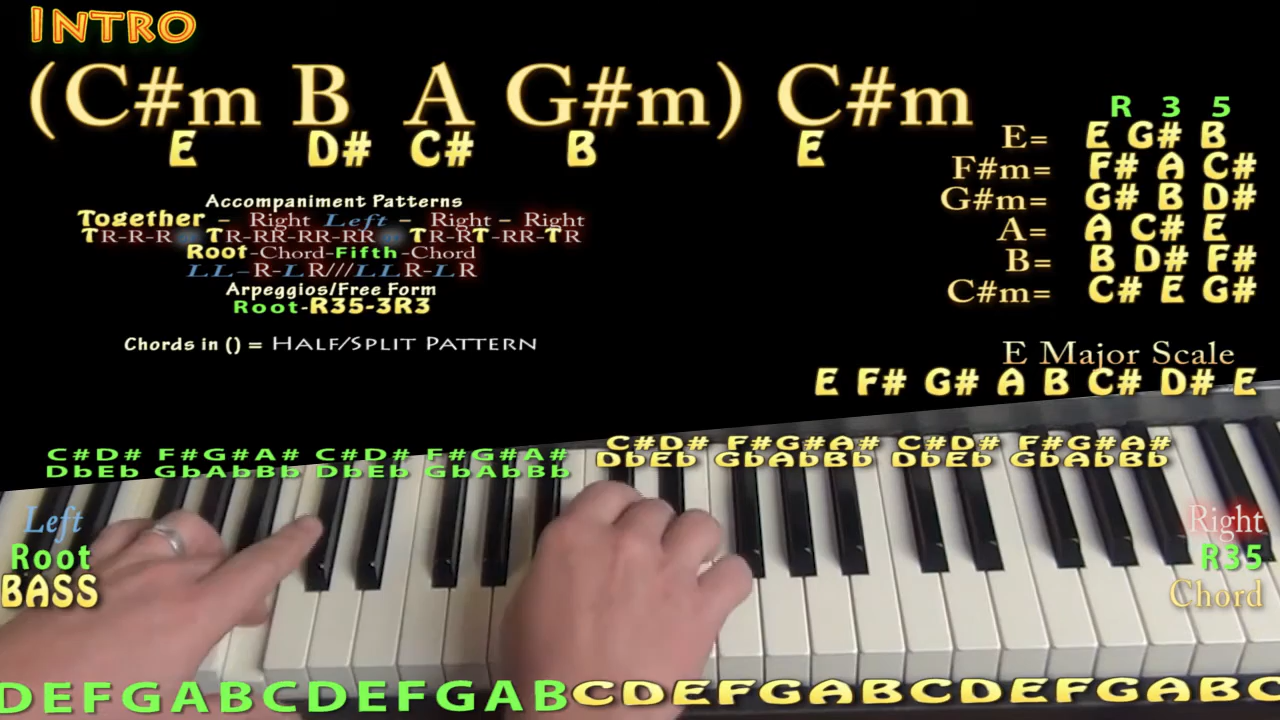 INTRO
(C#m B A G#m) C#m
E D# C# B E
R 3 5
E= E G# B
F#m= F# A C#
G#m= G# B D#
A= A C# E
B= B D# F#
C#m= C# E G#
Accompaniment Patterns
Together - Right Left - Right - Right
TR-R-R TR-RR-RR-RR TR-RT-RR-TR
Root-Chord-Fifth-Chord
LL-R-LR///LLR-LR
Arpeggios/Free Form
Root-R35-3R3
Chords in () = HALF/SPLIT PATTERN
E Major Scale
E F# G# A B C# D# E
C#D# F#G#A# C#D# F#G#A# C#D# F#G#A# C#D# F#G#A#
DbEb GbAbBb DbEb GbAbBb DbEb GbAbBb DbEb GbAbBb
Left
Root
BASS
Right
R35
Chord
DEFGABCDEFGABCDEFGABCDEFGABC